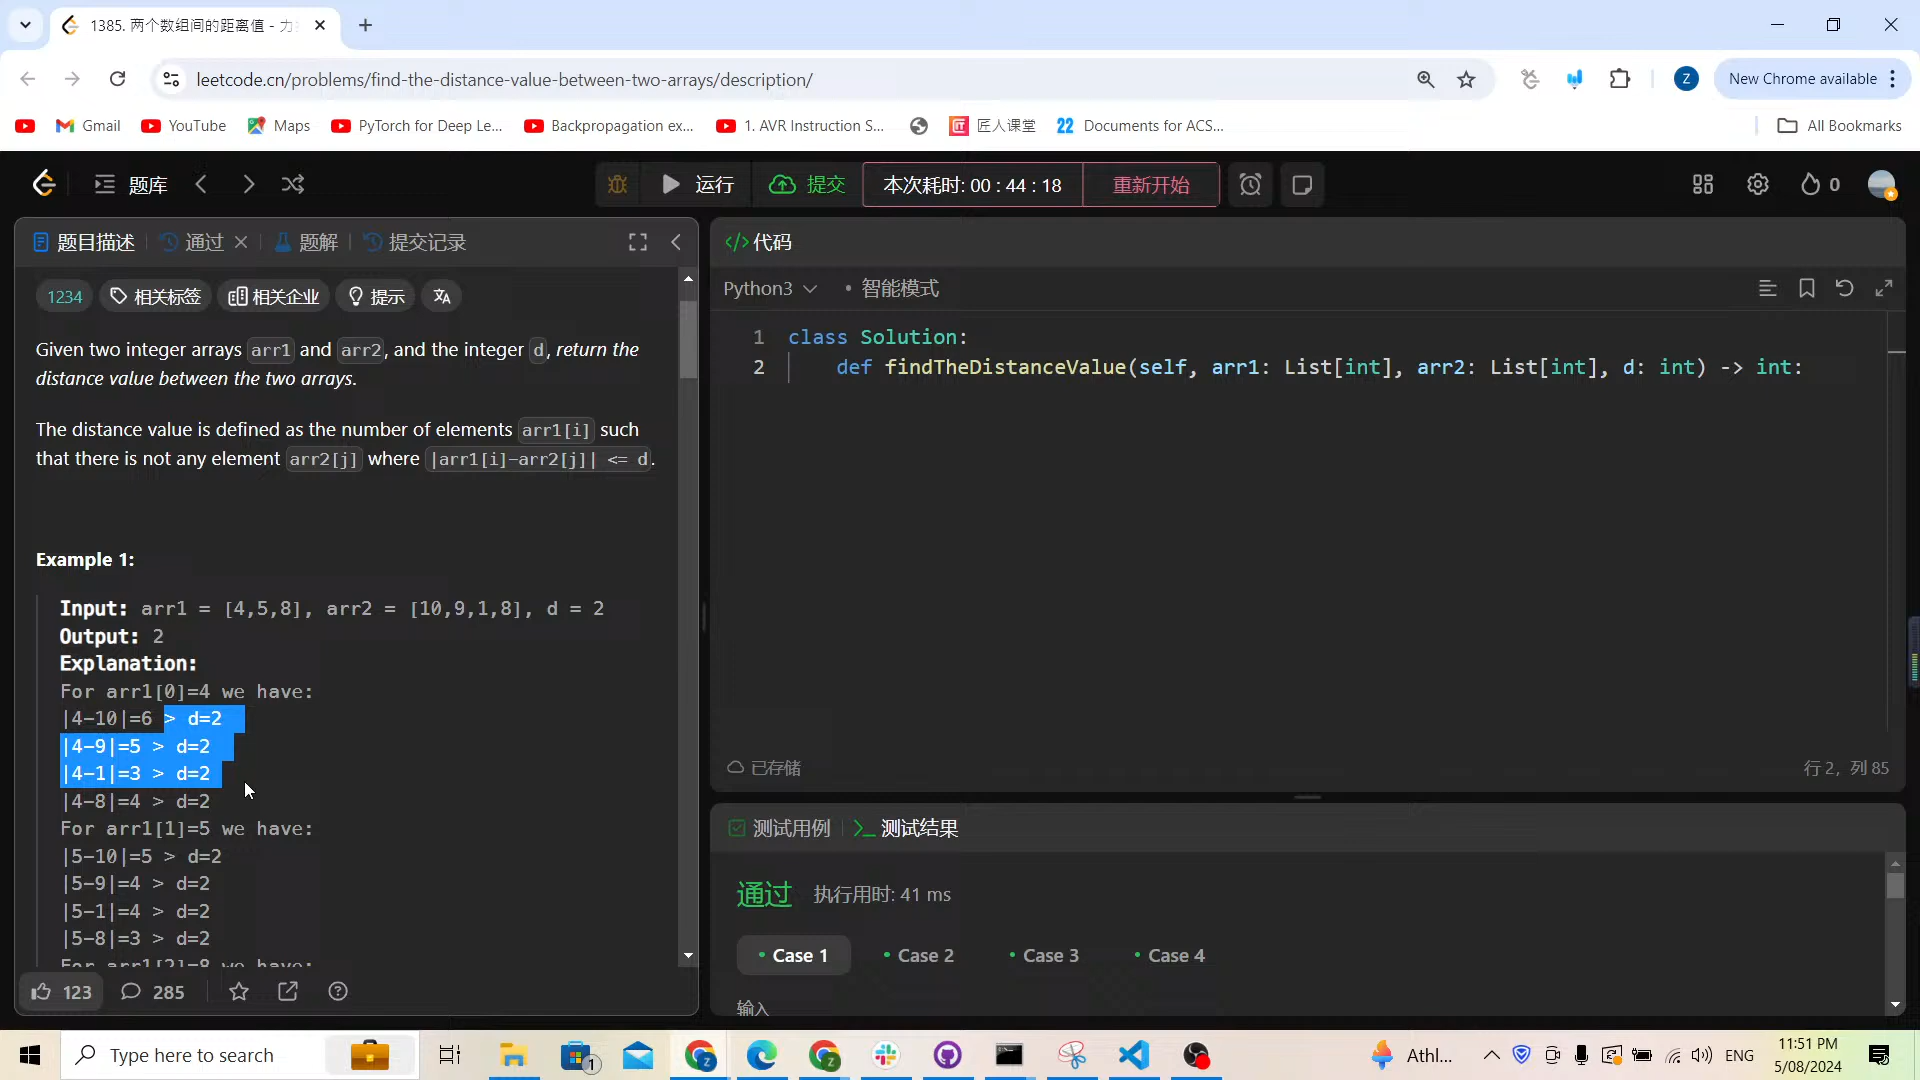 1385. 两个数组间的距离值 - 力
leetcode.cn/problems/find-the-distance-value-between-two-arrays/description/
Z
New Chrome available
Gmail
YouTube
Maps
PyTorch for Deep Le...
Backpropagation ex...
1. AVR Instruction S...
匠人课堂
22 Documents for ACS...
All Bookmarks
题库
运行
提交
本次耗时: 00 : 44 : 18
重新开始
0
题目描述
通过
题解
提交记录
1234
相关标签
相关企业
提示
Given two integer arrays arr1 and arr2, and the integer d, return the
distance value between the two arrays.
The distance value is defined as the number of elements arr1[i] such
that there is not any element arr2[j] where |arr1[i]-arr2[j]| <= d.
Example 1:
Input: arr1 = [4,5,8], arr2 = [10,9,1,8], d = 2
Output: 2
Explanation:
For arr1[0]=4 we have:
|4-10|=6 > d=2
|4-9|=5 > d=2
|4-1|=3 > d=2
|4-8|=4 > d=2
For arr1[1]=5 we have:
|5-10|=5 > d=2
|5-9|=4 > d=2
|5-1|=4 > d=2
|5-8|=3 > d=2
For arr1[2]=8 we have:
123
285
代码
Python3
• 智能模式
1 class Solution:
2 def findTheDistanceValue(self, arr1: List[int], arr2: List[int], d: int) -> int:
已存储
行 2, 列 85
测试用例
测试结果
通过
执行用时: 41 ms
• Case 1
• Case 2
• Case 3
• Case 4
输入
Type here to search
1
Athl...
ENG
11:51 PM
5/08/2024